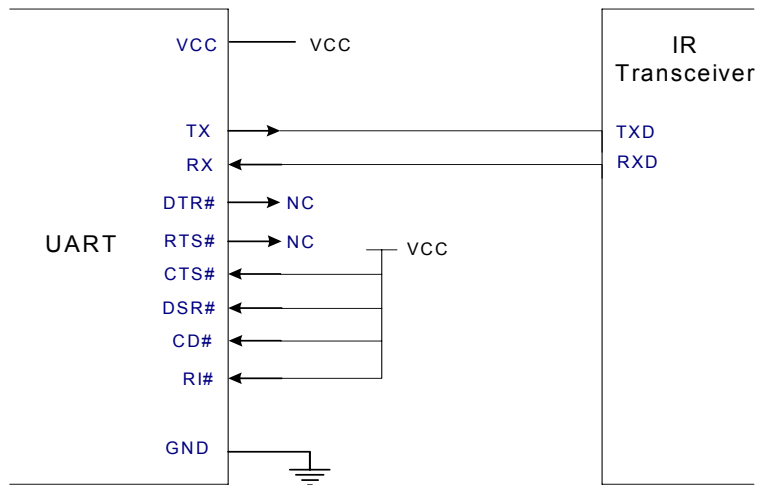 VCC VCC
IR
Transceiver
TX TXD
RX RXD
DTR# NC
UART
RTS# NC
VCC
CTS#
DSR#
CD#
RI#
GND